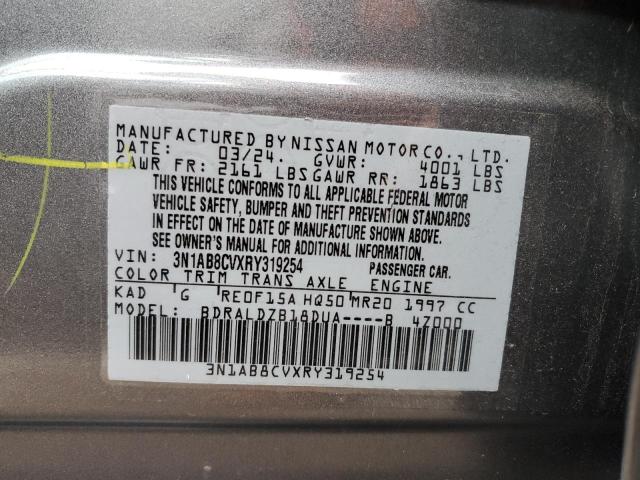 MANUFACTURED BY NISSAN MOTOR CO., LTD.
DATE: 03/24. GVWR: 4001 LBS
GAWR FR: 2161 LBS GAWR RR: 1863 LBS
THIS VEHICLE CONFORMS TO ALL APPLICABLE FEDERAL MOTOR
VEHICLE SAFETY, BUMPER AND THEFT PREVENTION STANDARDS
IN EFFECT ON THE DATE OF MANUFACTURE SHOWN ABOVE.
SEE OWNER'S MANUAL FOR ADDITIONAL INFORMATION.
VIN: 3N1AB8CVXRY319254 PASSENGER CAR.
COLOR TRIM TRANS AXLE ENGINE
KAD G RE0F15A HQ50 MR20 1997 CC
MODEL: BDRALDZB18DUA----B 4Z000
3N1AB8CVXRY319254